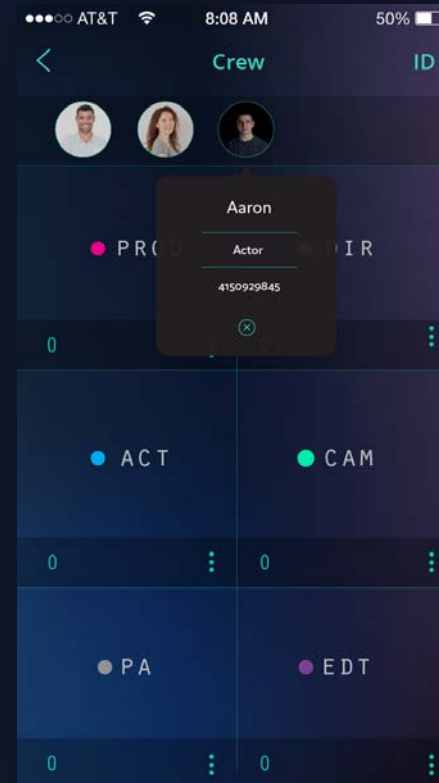 AT&T 8:08 AM 50%
Crew ID
Aaron
Actor
4150929845
PRO IR
0
ACT CAM
0 0
PA EDT
0 0